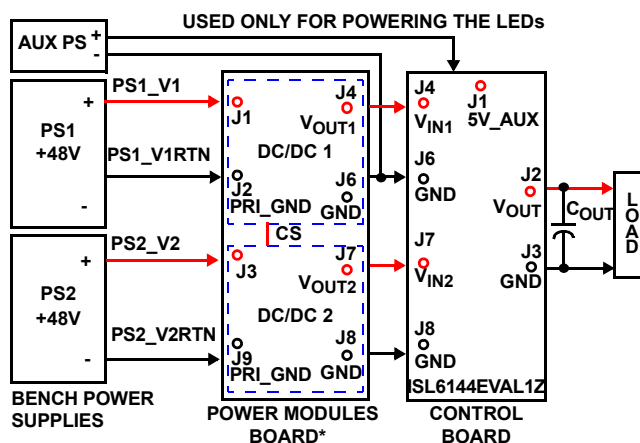 USED ONLY FOR POWERING THE LEDs
AUX PS
+
-
PS1_V1
+
PS1
+48V
-
PS1_V1RTN
J1
J4
VOUT1
DC/DC 1
J2
PRI_GND
J6
GND
CS
PS2_V2
+
PS2
+48V
-
PS2_V2RTN
J3
J7
VOUT2
DC/DC 2
J9
PRI_GND
J8
GND
J4
VIN1
J1
5V_AUX
J6
GND
J2
VOUT
COUT
LOAD
J7
VIN2
J3
GND
J8
GND
ISL6144EVAL1Z
BENCH POWER
SUPPLIES
POWER MODULES
BOARD*
CONTROL
BOARD